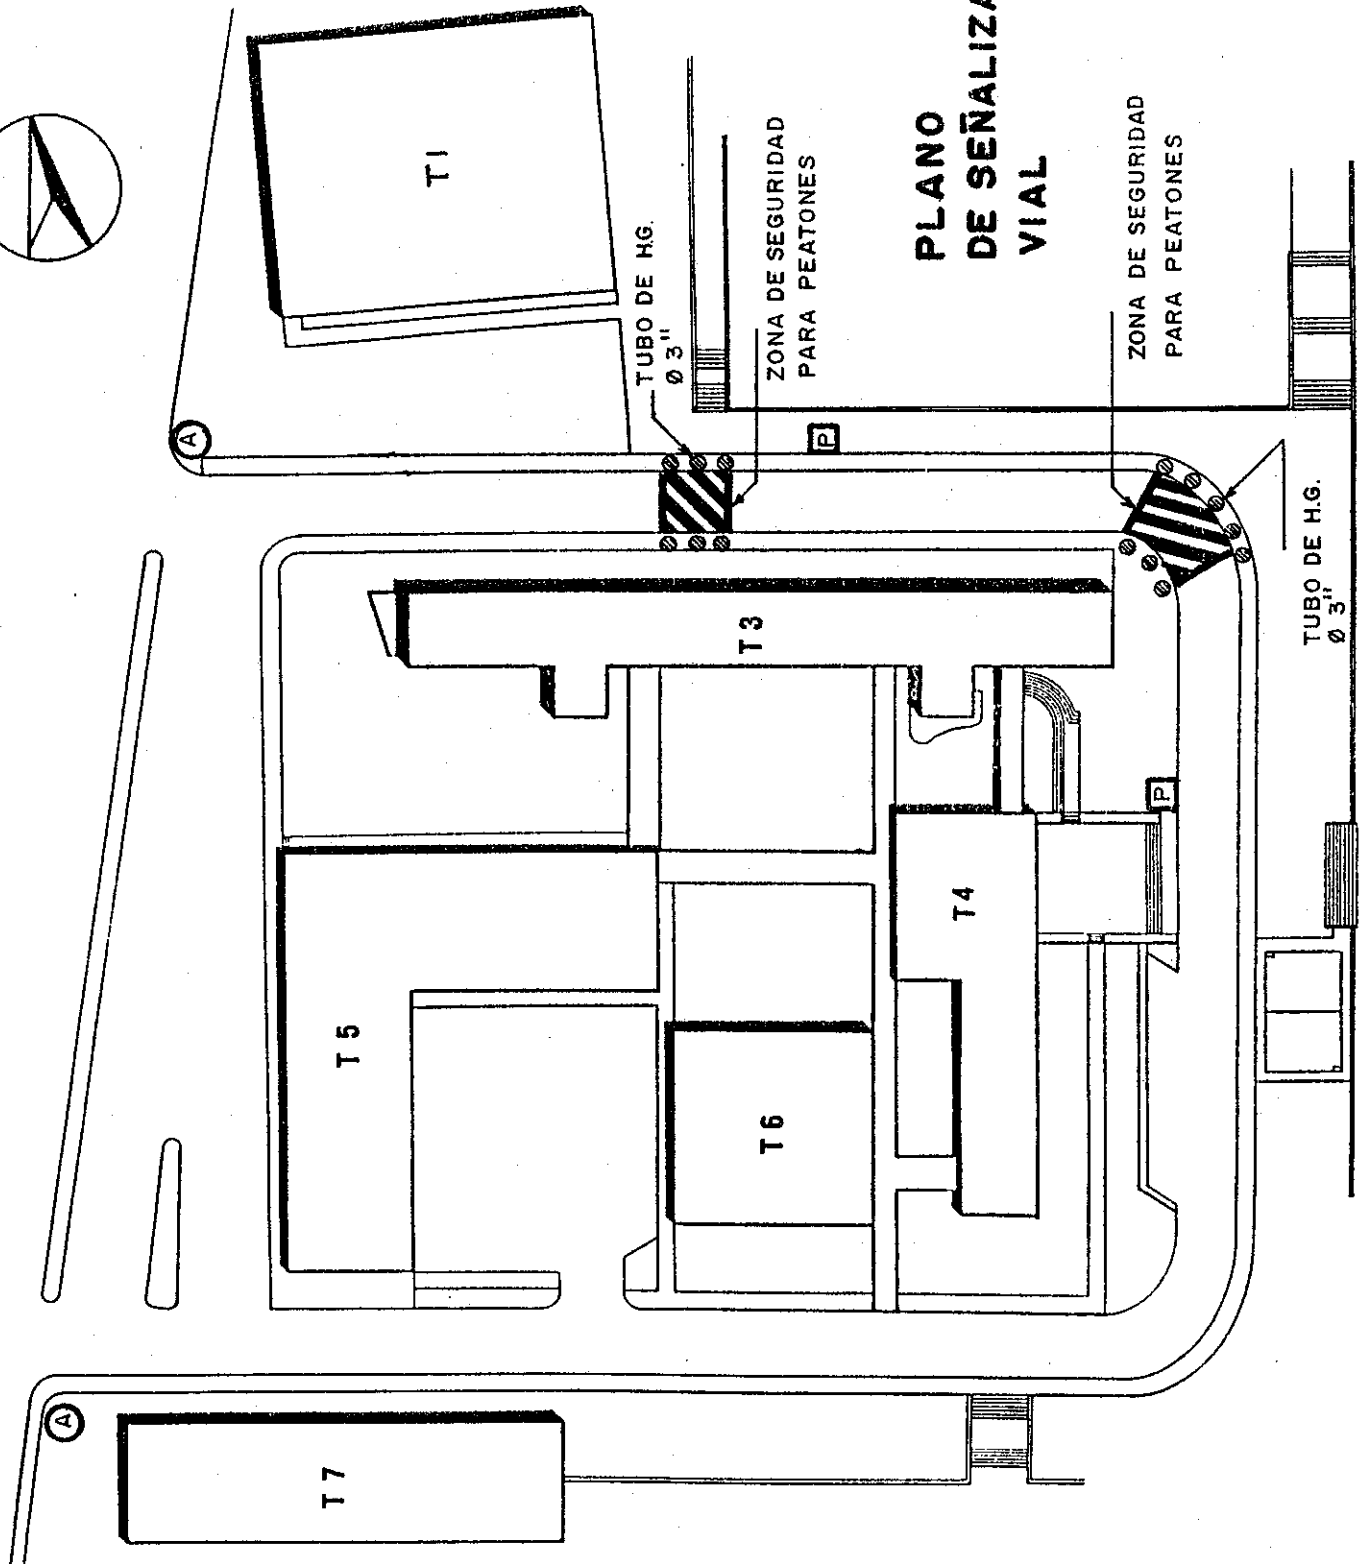 PLANO
DE SEÑALIZA
VIAL
T1
TUBO DE H.G.
Ø 3"
ZONA DE SEGURIDAD
PARA PEATONES
ZONA DE SEGURIDAD
PARA PEATONES
TUBO DE H.G.
Ø 3"
A
P
T3
P
T4
T5
T6
A
T7